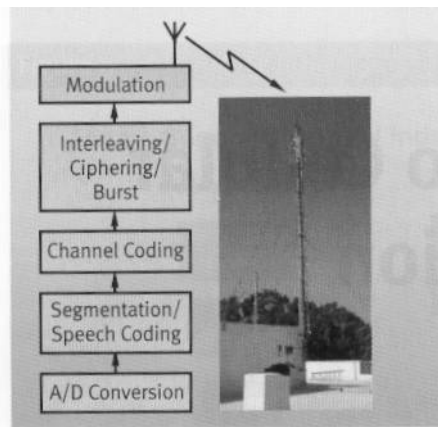 Modulation
Interleaving/
Ciphering/
Burst
Channel Coding
Segmentation/
Speech Coding
A/D Conversion